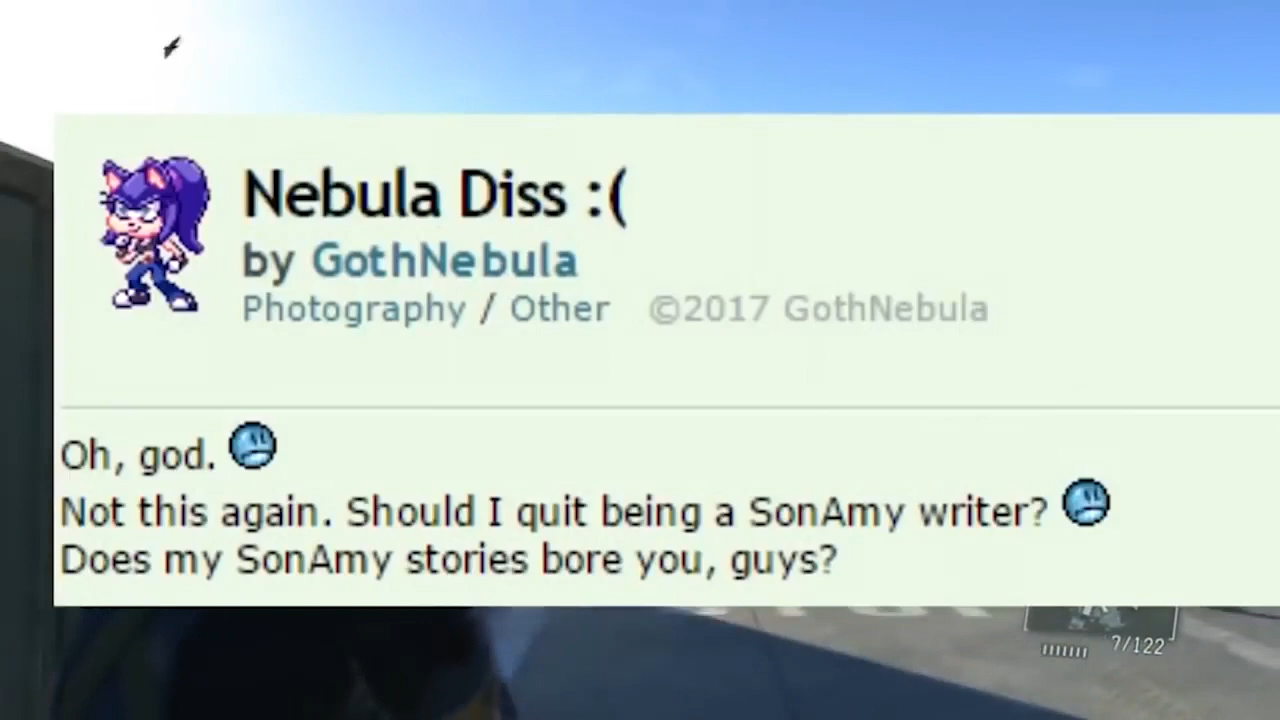 Nebula Diss :(
by GothNebula
Photography / Other ©2017 GothNebula
Oh, god.
Not this again. Should I quit being a SonAmy writer?
Does my SonAmy stories bore you, guys?
7/122